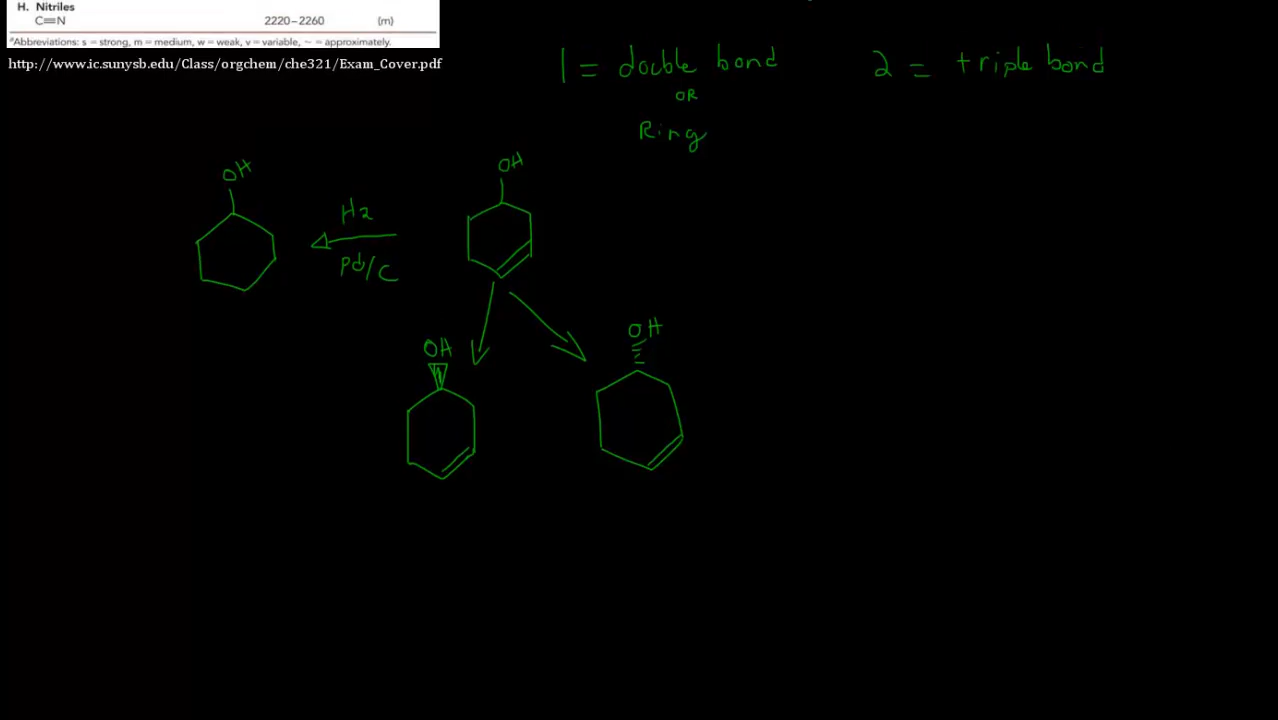 H. Nitriles
C≡N 2220–2260 (m)
ᵃAbbreviations: s = strong, m = medium, w = weak, v = variable, ~ = approximately.
http://www.ic.sunysb.edu/Class/orgchem/che321/Exam_Cover.pdf
1 = double bond 2 = triple bond
OR
Ring
OH OH
H2
Pd/C
OH
OH